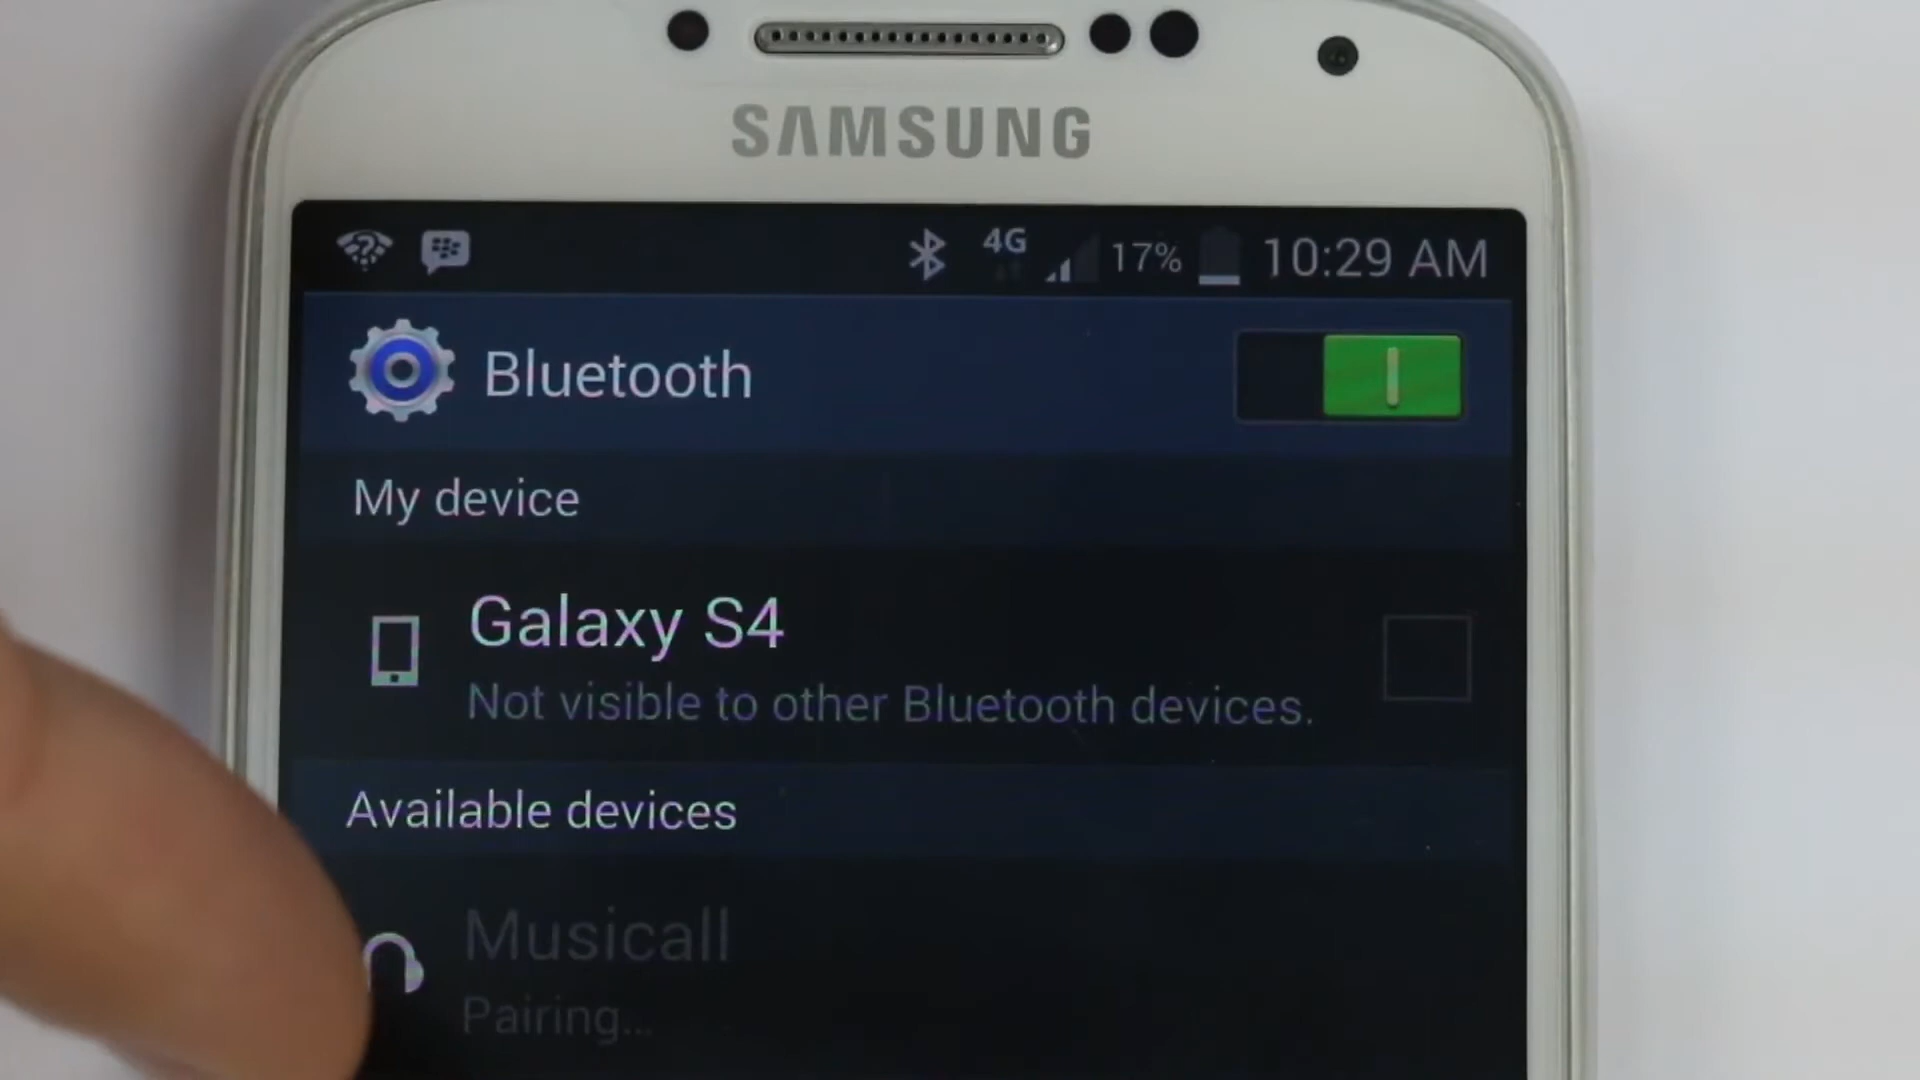 SAMSUNG
4G 17% 10:29 AM
Bluetooth
My device
Galaxy S4
Not visible to other Bluetooth devices.
Available devices
Musicall
Pairing...